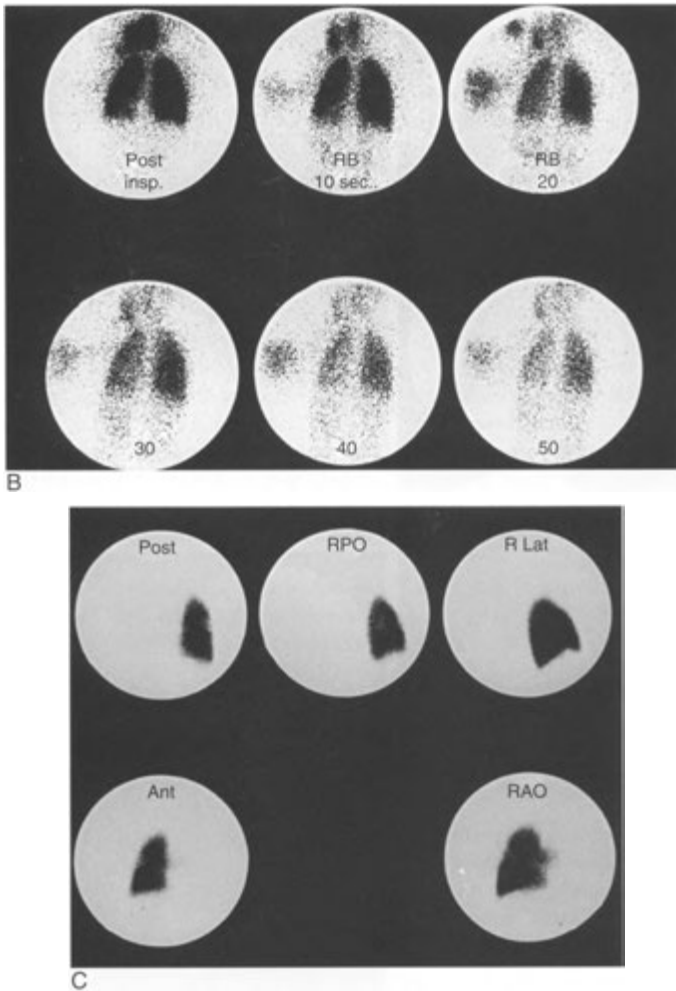 Post
insp.
RB
10 sec..
RB
20
30
40
50
B
Post
RPO
R Lat
Ant
RAO
C